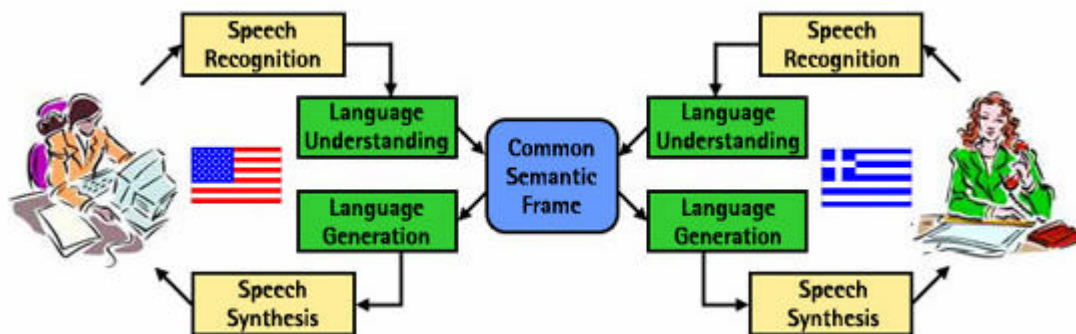 Speech
Recognition
Speech
Recognition
Language
Understanding
Language
Understanding
Common
Semantic
Frame
Language
Generation
Language
Generation
Speech
Synthesis
Speech
Synthesis